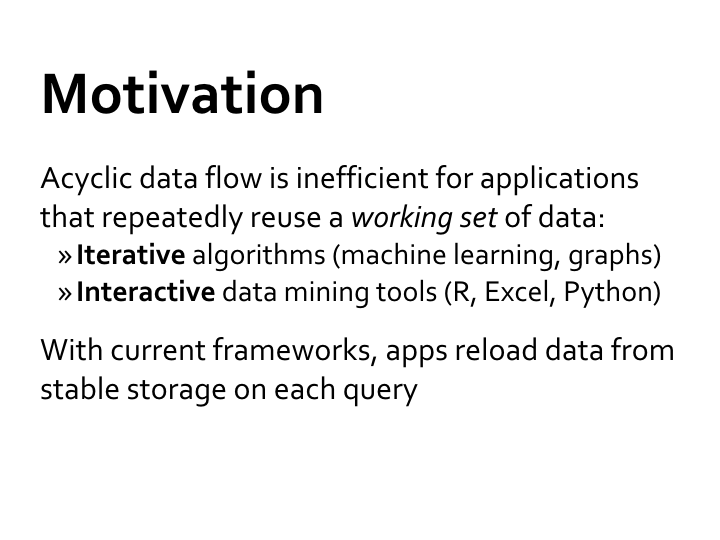 Motivation
Acyclic data flow is inefficient for applications
that repeatedly reuse a working set of data:
» Iterative algorithms (machine learning, graphs)
» Interactive data mining tools (R, Excel, Python)
With current frameworks, apps reload data from
stable storage on each query